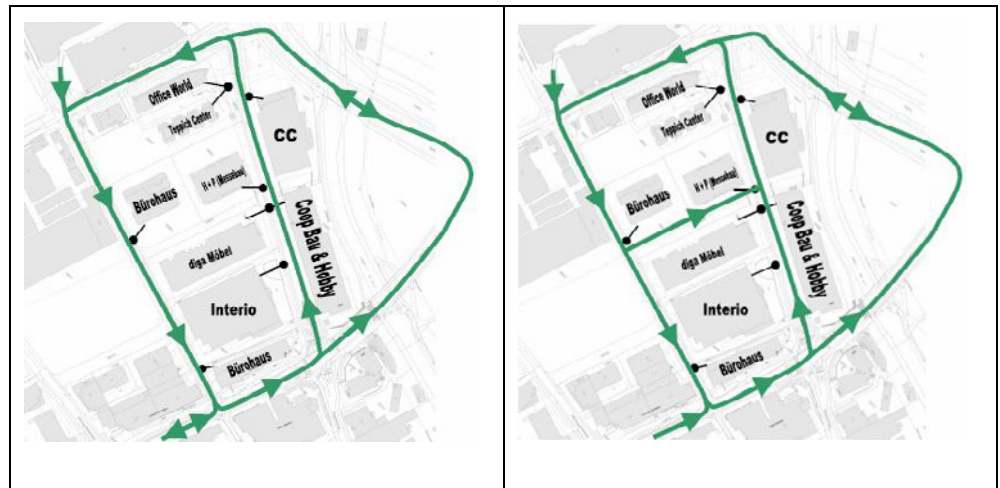 Office World
Teppich Center
CC
H + P (Messebau)
Bürohaus
Coop Bau & Hobby
diga Möbel
Interio
Bürohaus
Office World
Teppich Center
CC
H + P (Messebau)
Bürohaus
Coop Bau & Hobby
diga Möbel
Interio
Bürohaus